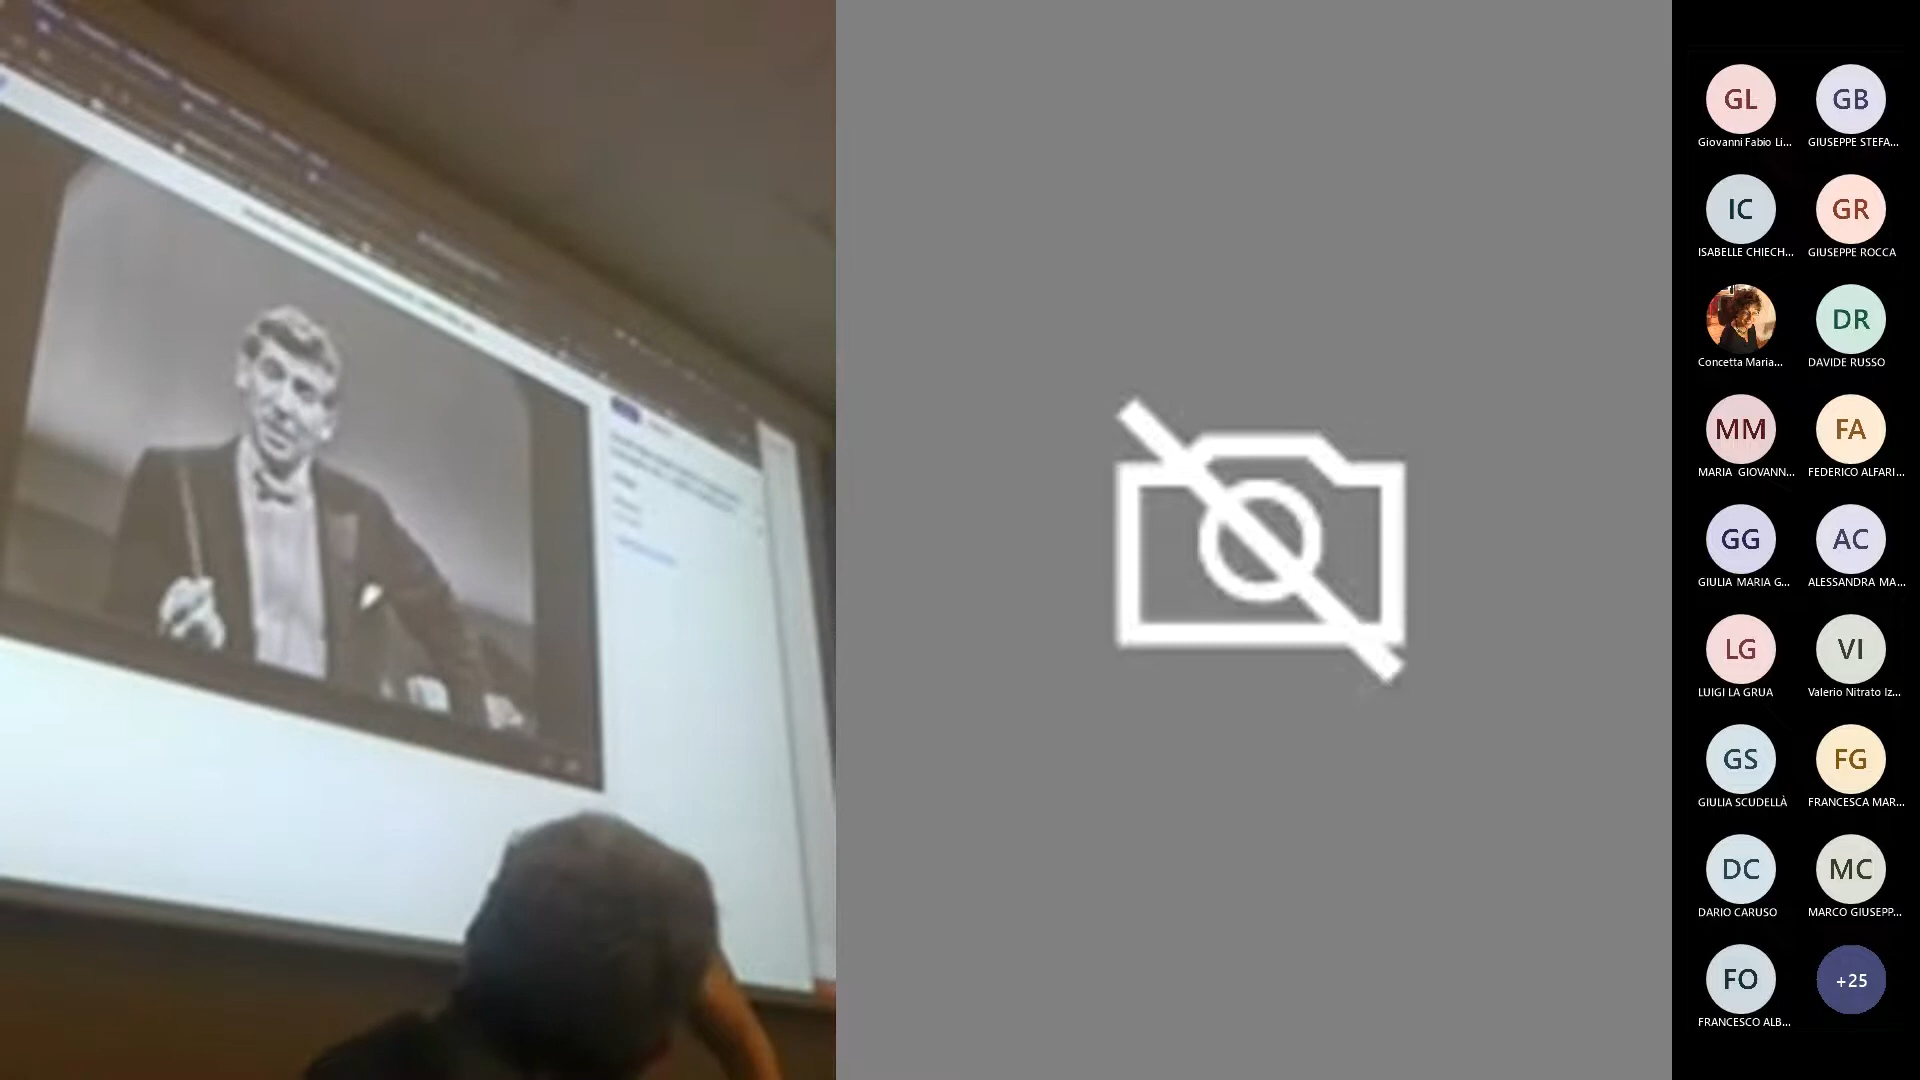 GL
GB
Giovanni Fabio Li...
GIUSEPPE STEFA...
IC
GR
ISABELLE CHIECH...
GIUSEPPE ROCCA
DR
Concetta Maria...
DAVIDE RUSSO
MM
FA
MARIA GIOVANN...
FEDERICO ALFARI...
GG
AC
GIULIA MARIA G...
ALESSANDRA MA...
LG
VI
LUIGI LA GRUA
Valerio Nitrato Iz...
GS
FG
GIULIA SCUDELLÀ
FRANCESCA MAR...
DC
MC
DARIO CARUSO
MARCO GIUSEPP...
FO
+25
FRANCESCO ALB...